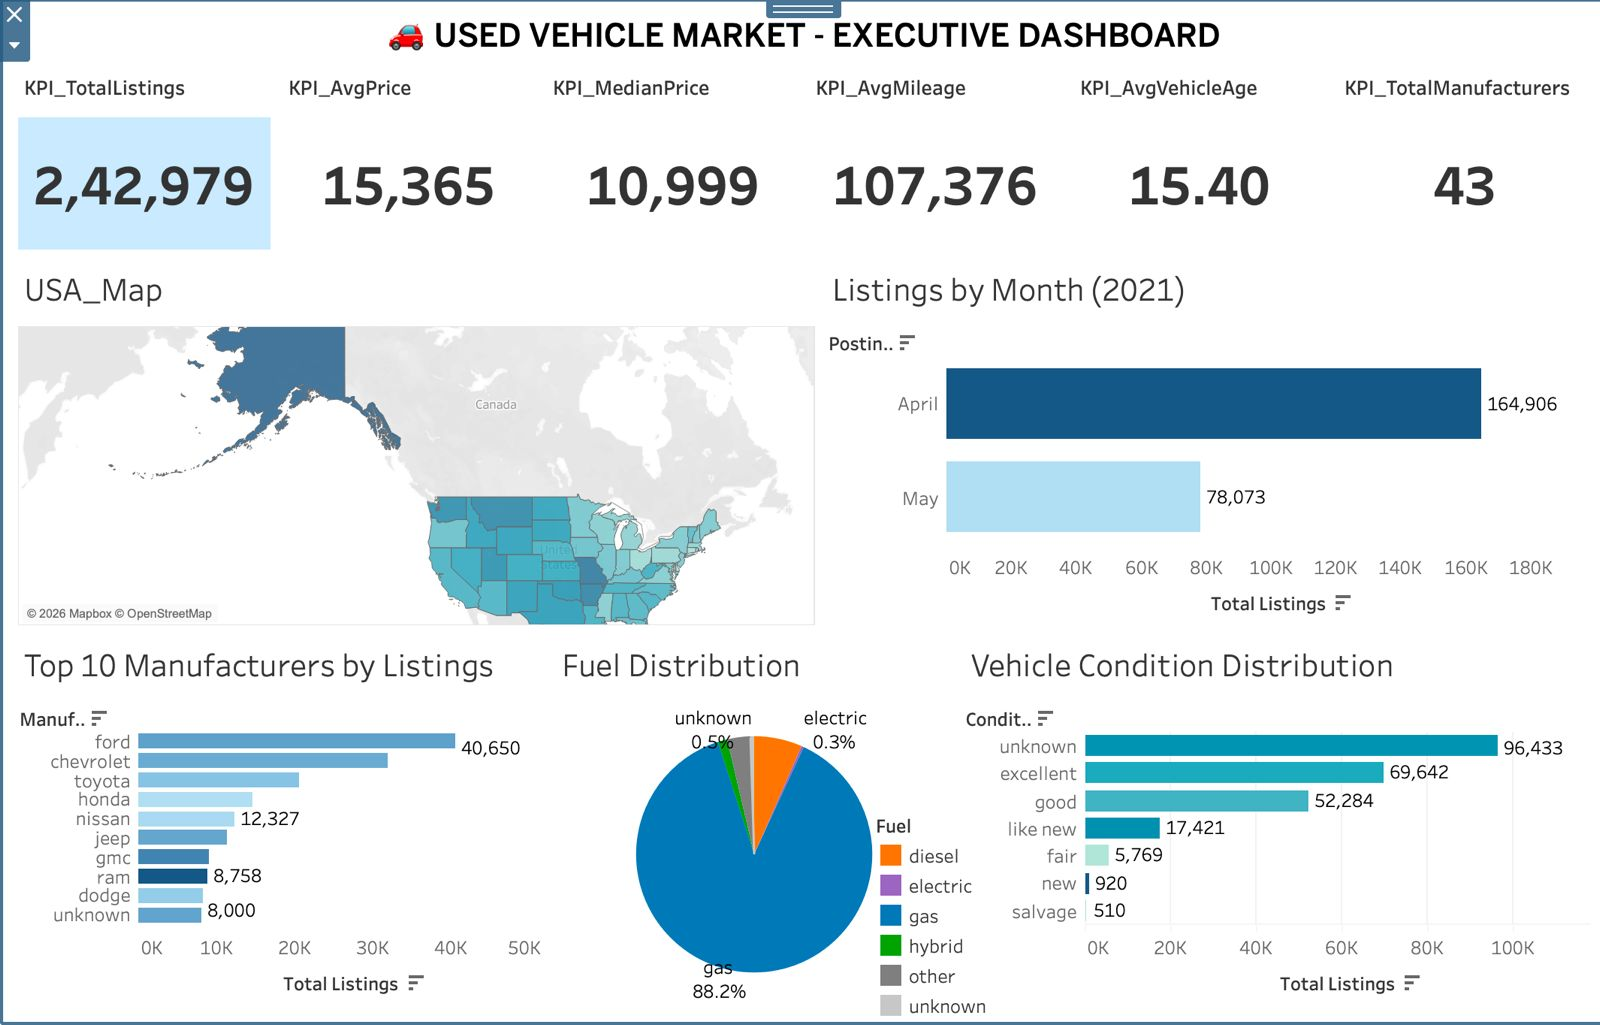 🚗 USED VEHICLE MARKET - EXECUTIVE DASHBOARD
KPI_TotalListings
2,42,979
KPI_AvgPrice
15,365
KPI_MedianPrice
10,999
KPI_AvgMileage
107,376
KPI_AvgVehicleAge
15.40
KPI_TotalManufacturers
43
USA_Map
Canada
United
States
© 2026 Mapbox © OpenStreetMap
Listings by Month (2021)
Postin..
April 164,906
May 78,073
0K 20K 40K 60K 80K 100K 120K 140K 160K 180K
Total Listings
Top 10 Manufacturers by Listings
Manuf..
ford 40,650
chevrolet
toyota
honda
nissan 12,327
jeep
gmc
ram 8,758
dodge
unknown 8,000
0K 10K 20K 30K 40K 50K
Total Listings
Fuel Distribution
unknown
0.5%
electric
0.3%
gas
88.2%
Fuel
diesel
electric
gas
hybrid
other
unknown
Vehicle Condition Distribution
Condit..
unknown 96,433
excellent 69,642
good 52,284
like new 17,421
fair 5,769
new 920
salvage 510
0K 20K 40K 60K 80K 100K
Total Listings